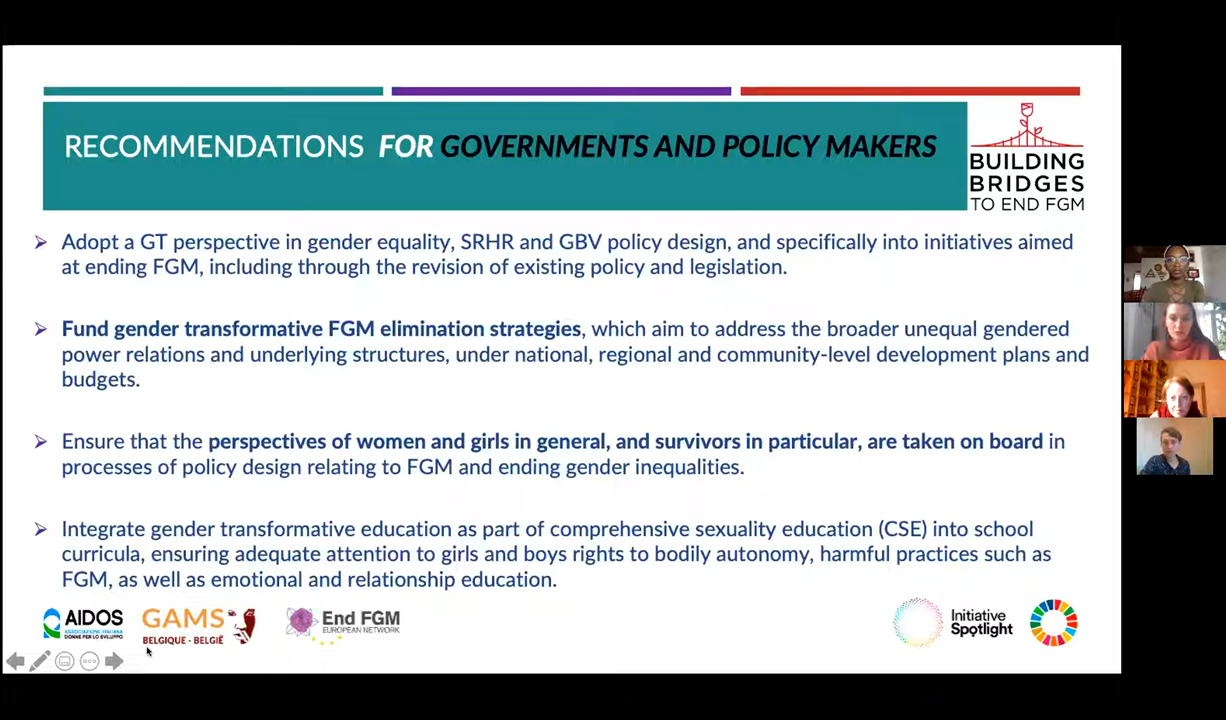 RECOMMENDATIONS FOR GOVERNMENTS AND POLICY MAKERS
BUILDING
BRIDGES
TO END FGM
Adopt a GT perspective in gender equality, SRHR and GBV policy design, and specifically into initiatives aimed
at ending FGM, including through the revision of existing policy and legislation.
Fund gender transformative FGM elimination strategies, which aim to address the broader unequal gendered
power relations and underlying structures, under national, regional and community-level development plans and
budgets.
Ensure that the perspectives of women and girls in general, and survivors in particular, are taken on board in
processes of policy design relating to FGM and ending gender inequalities.
Integrate gender transformative education as part of comprehensive sexuality education (CSE) into school
curricula, ensuring adequate attention to girls and boys rights to bodily autonomy, harmful practices such as
FGM, as well as emotional and relationship education.
AIDOS
ASSOCIAZIONE ITALIANA
DONNE PER LO SVILUPPO
GAMS
BELGIQUE - BELGIË
End FGM
EUROPEAN NETWORK
Initiative
Spotlight